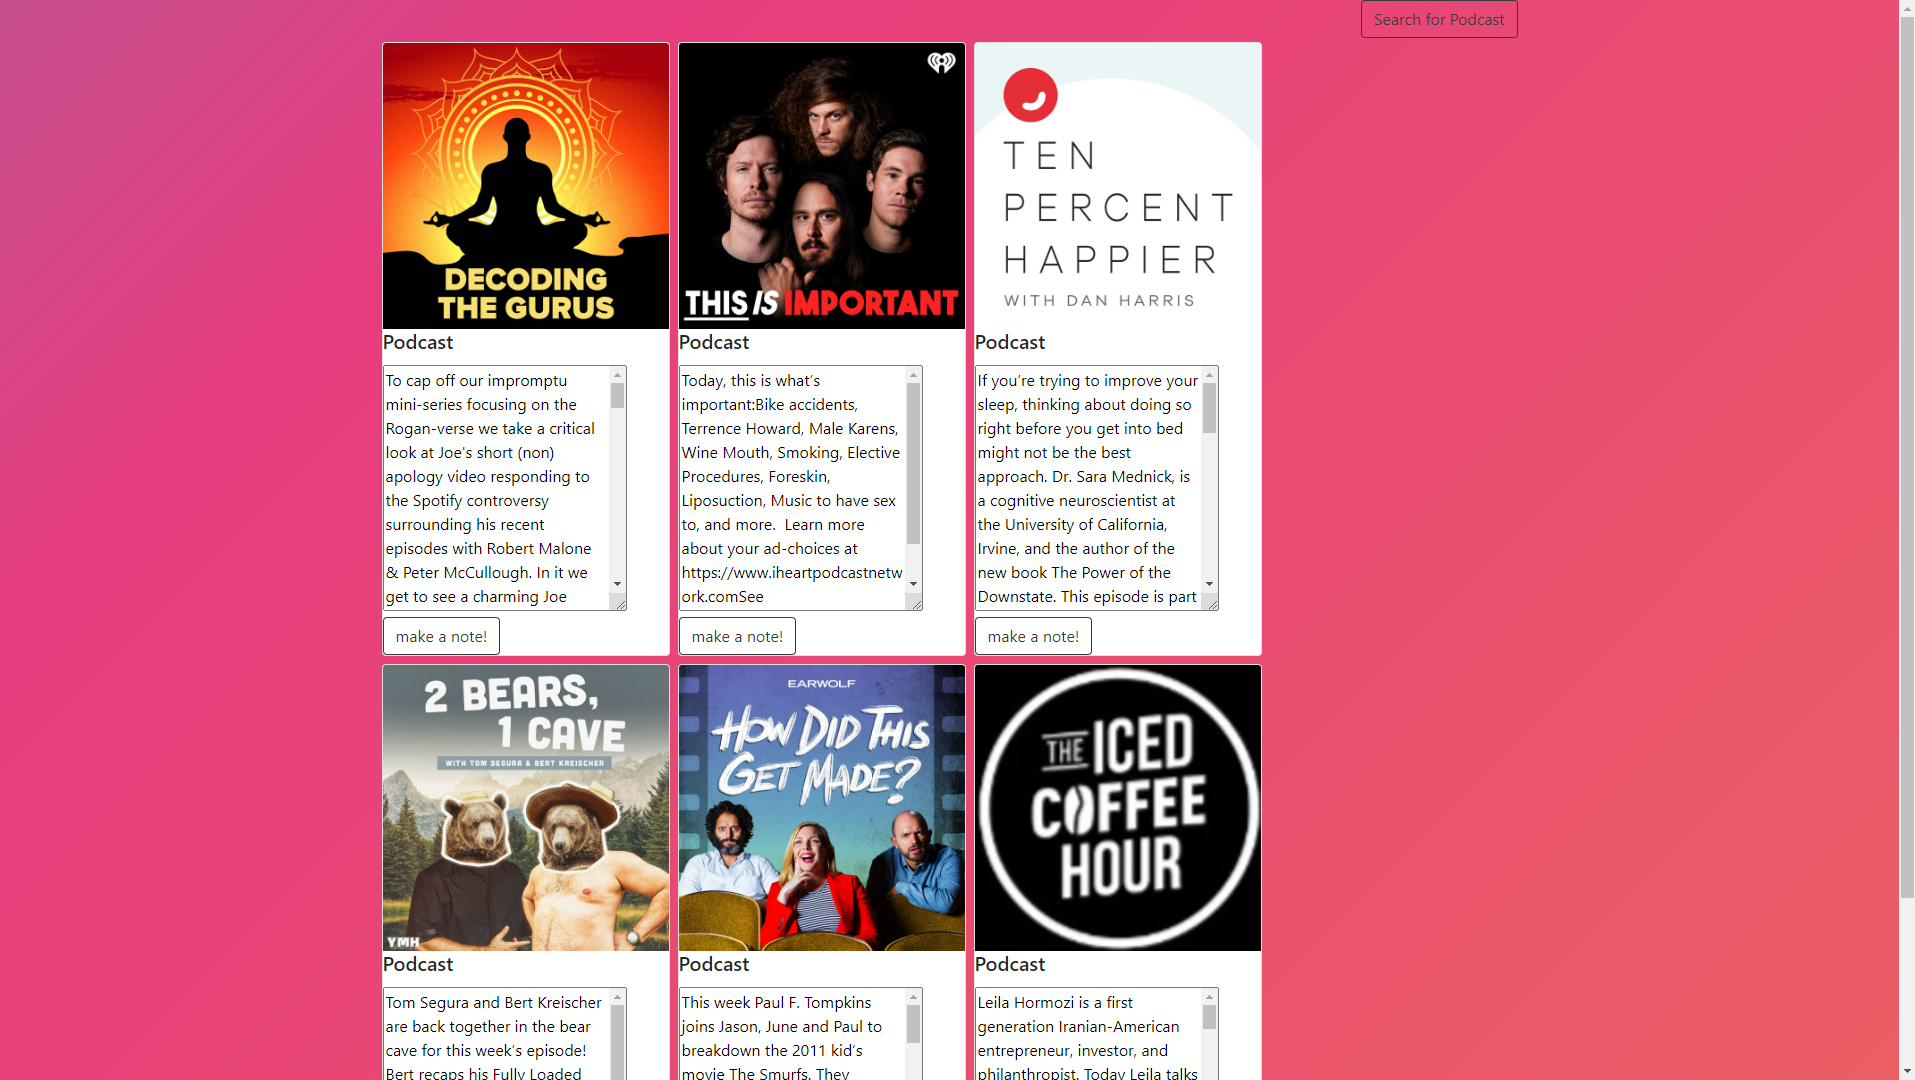 Search for Podcast
DECODING
THE GURUS
THIS IS IMPORTANT
TEN
PERCENT
HAPPIER
WITH DAN HARRIS
Podcast
To cap off our impromptu
mini-series focusing on the
Rogan-verse we take a critical
look at Joe's short (non)
apology video responding to
the Spotify controversy
surrounding his recent
episodes with Robert Malone
& Peter McCullough. In it we
get to see a charming Joe
make a note!
Podcast
Today, this is what’s
important:Bike accidents,
Terrence Howard, Male Karens,
Wine Mouth, Smoking, Elective
Procedures, Foreskin,
Liposuction, Music to have sex
to, and more.  Learn more
about your ad-choices at
https://www.iheartpodcastnetw
ork.comSee
make a note!
Podcast
If you’re trying to improve your
sleep, thinking about doing so
right before you get into bed
might not be the best
approach. Dr. Sara Mednick, is
a cognitive neuroscientist at
the University of California,
Irvine, and the author of the
new book The Power of the
Downstate. This episode is part
make a note!
2 BEARS,
1 CAVE
WITH TOM SEGURA & BERT KREISCHER
YMH
EARWOLF
HOW DID THIS
GET MADE?
THE ICED
COFFEE
HOUR
Podcast
Tom Segura and Bert Kreischer
are back together in the bear
cave for this week’s episode!
Bert recaps his Fully Loaded
Podcast
This week Paul F. Tompkins
joins Jason, June and Paul to
breakdown the 2011 kid’s
movie The Smurfs. They
Podcast
Leila Hormozi is a first
generation Iranian-American
entrepreneur, investor, and
philanthropist. Today Leila talks